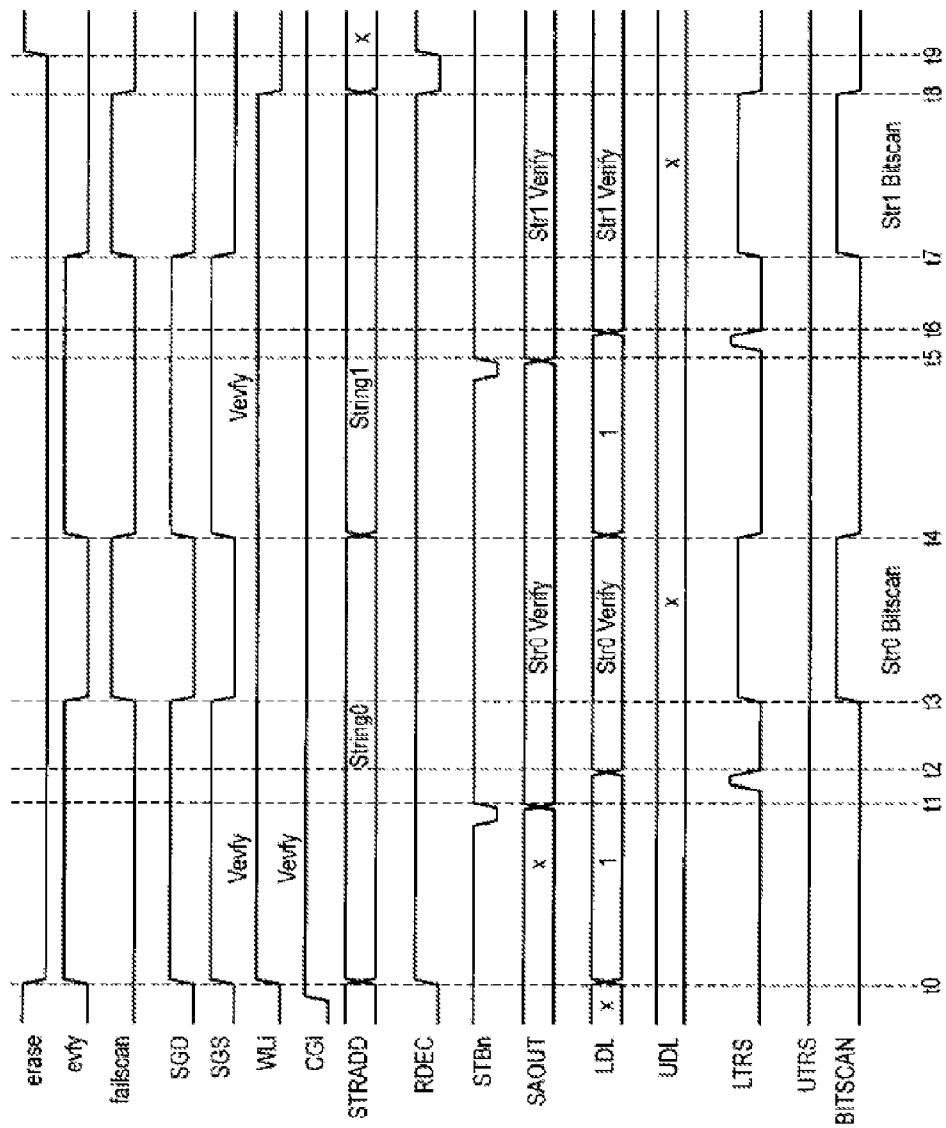 erase
evfy
failscan
SGD
SGS
Vevfy
Vevfy
WLi
Vevfy
CGI
STRADD
String0
String1
x
RDEC
STBn
SAOUT
x
Str0 Verify
Str1 Verify
LDL
x
1
Str0 Verify
1
Str1 Verify
UDL
x
x
LTRS
UTRS
BITSCAN
Str0 Bitscan
Str1 Bitscan
t0
t1
t2
t3
t4
t5
t6
t7
t8
t9